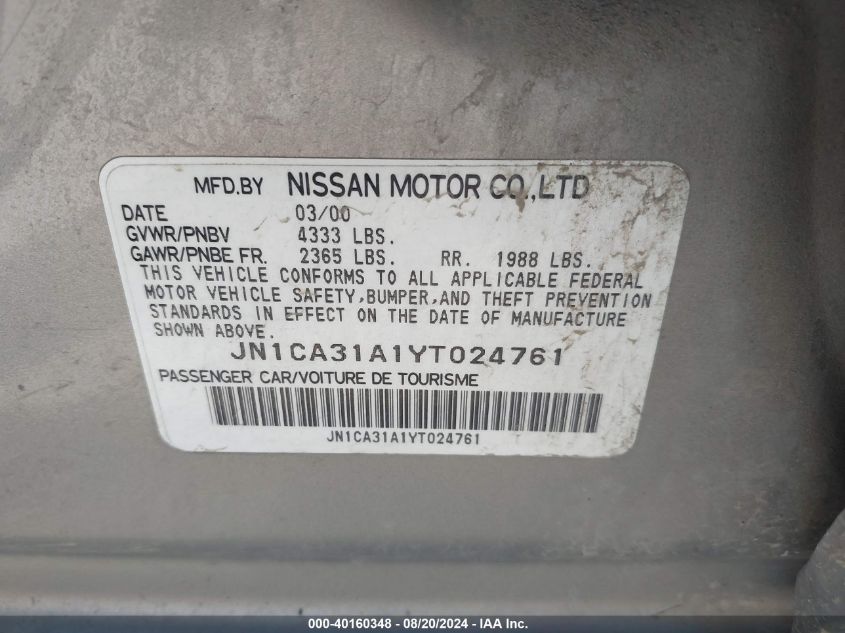 MFD.BY NISSAN MOTOR CO.,LTD
DATE 03/00
GVWR/PNBV 4333 LBS.
GAWR/PNBE FR. 2365 LBS. RR. 1988 LBS.
THIS VEHICLE CONFORMS TO ALL APPLICABLE FEDERAL
MOTOR VEHICLE SAFETY,BUMPER,AND THEFT PREVENTION
STANDARDS IN EFFECT ON THE DATE OF MANUFACTURE
SHOWN ABOVE.
JN1CA31A1YT024761
PASSENGER CAR/VOITURE DE TOURISME
JN1CA31A1YT024761
000-40160348 - 08/20/2024 - IAA Inc.